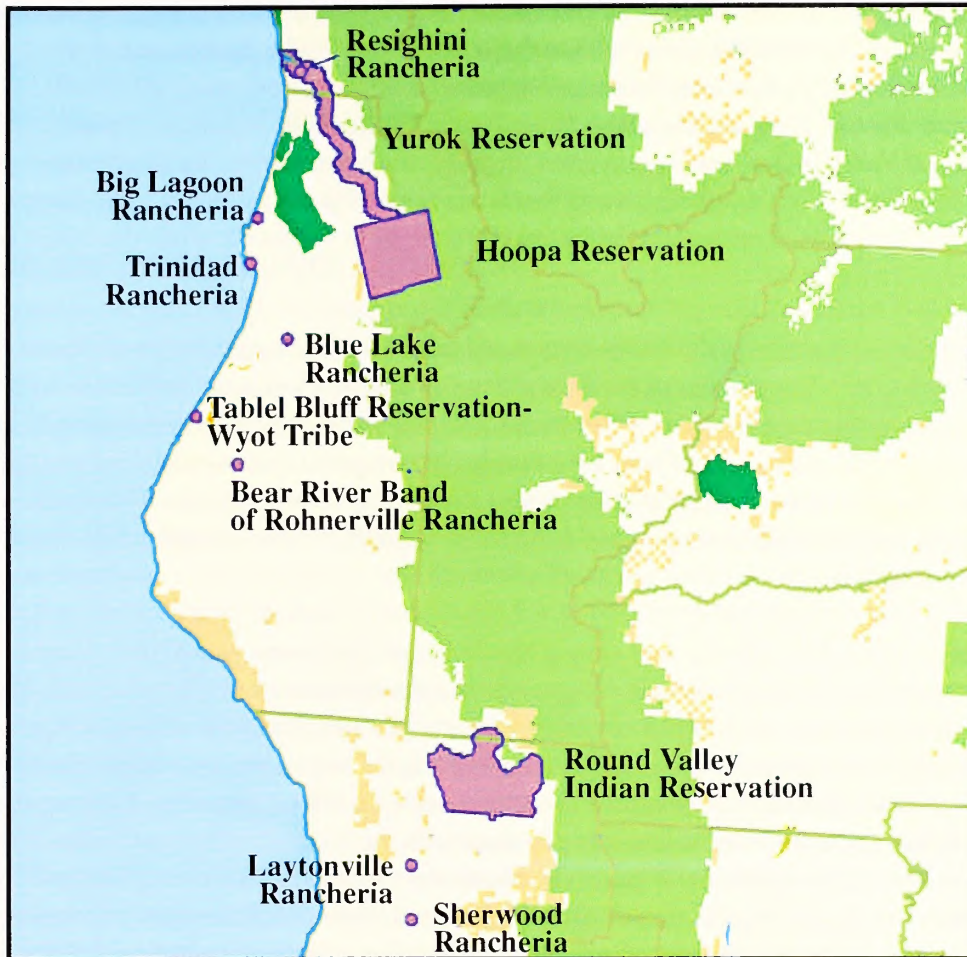 Resighini
Rancheria
Yurok Reservation
Big Lagoon
Rancheria
Hoopa Reservation
Trinidad
Rancheria
Blue Lake
Rancheria
Tablel Bluff Reservation-
Wyot Tribe
Bear River Band
of Rohnerville Rancheria
Round Valley
Indian Reservation
Laytonville
Rancheria
Sherwood
Rancheria